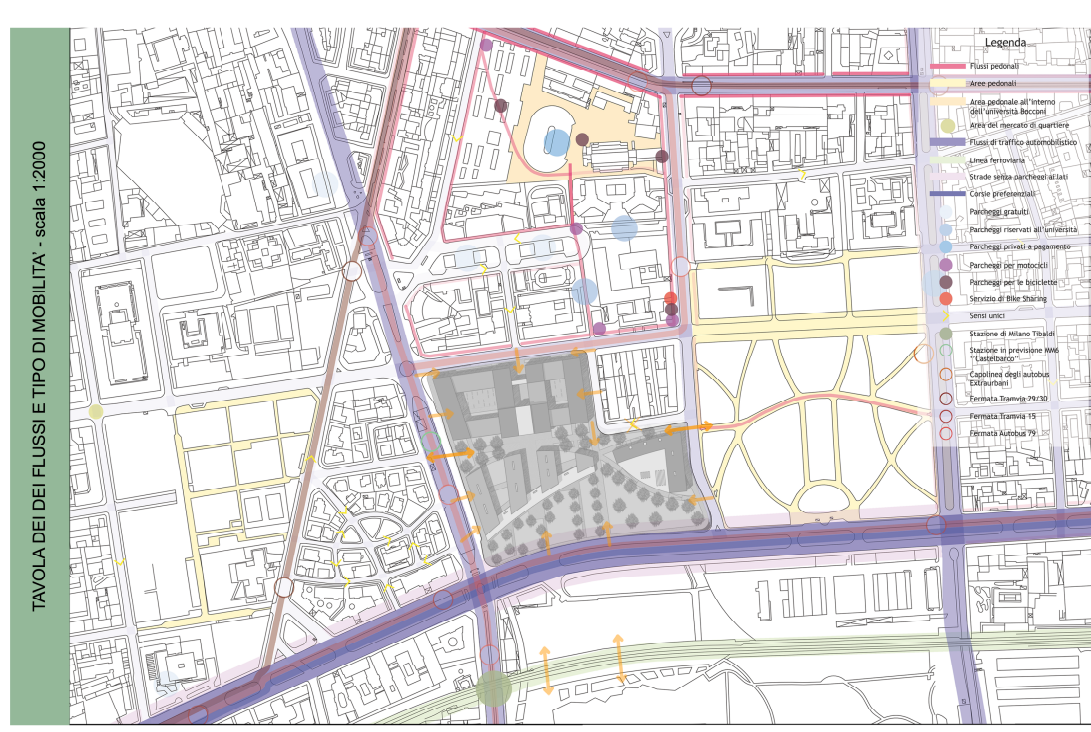 TAVOLA DEI DEI FLUSSI E TIPO DI MOBILITA' - scala 1:2000
Legenda
Flussi pedonali
Aree pedonali
Area pedonale all'interno
dell'università Bocconi
Area del mercato di quartiere
Flussi di traffico automobilistico
Linea ferroviaria
Strade senza parcheggi ai lati
Corsie preferenziali
Parcheggi gratuiti
Parcheggi riservati all'università
Parcheggi privati a pagamento
Parcheggi per motocicli
Parcheggi per le biciclette
Servizio di Bike Sharing
Sensi unici
Stazione di Milano Tibaldi
Stazione in previsione MM6
"Castelbarco"
Capolinea degli autobus
Extraurbani
Fermata Tramvia 29/30
Fermata Tramvia 15
Fermata Autobus 79